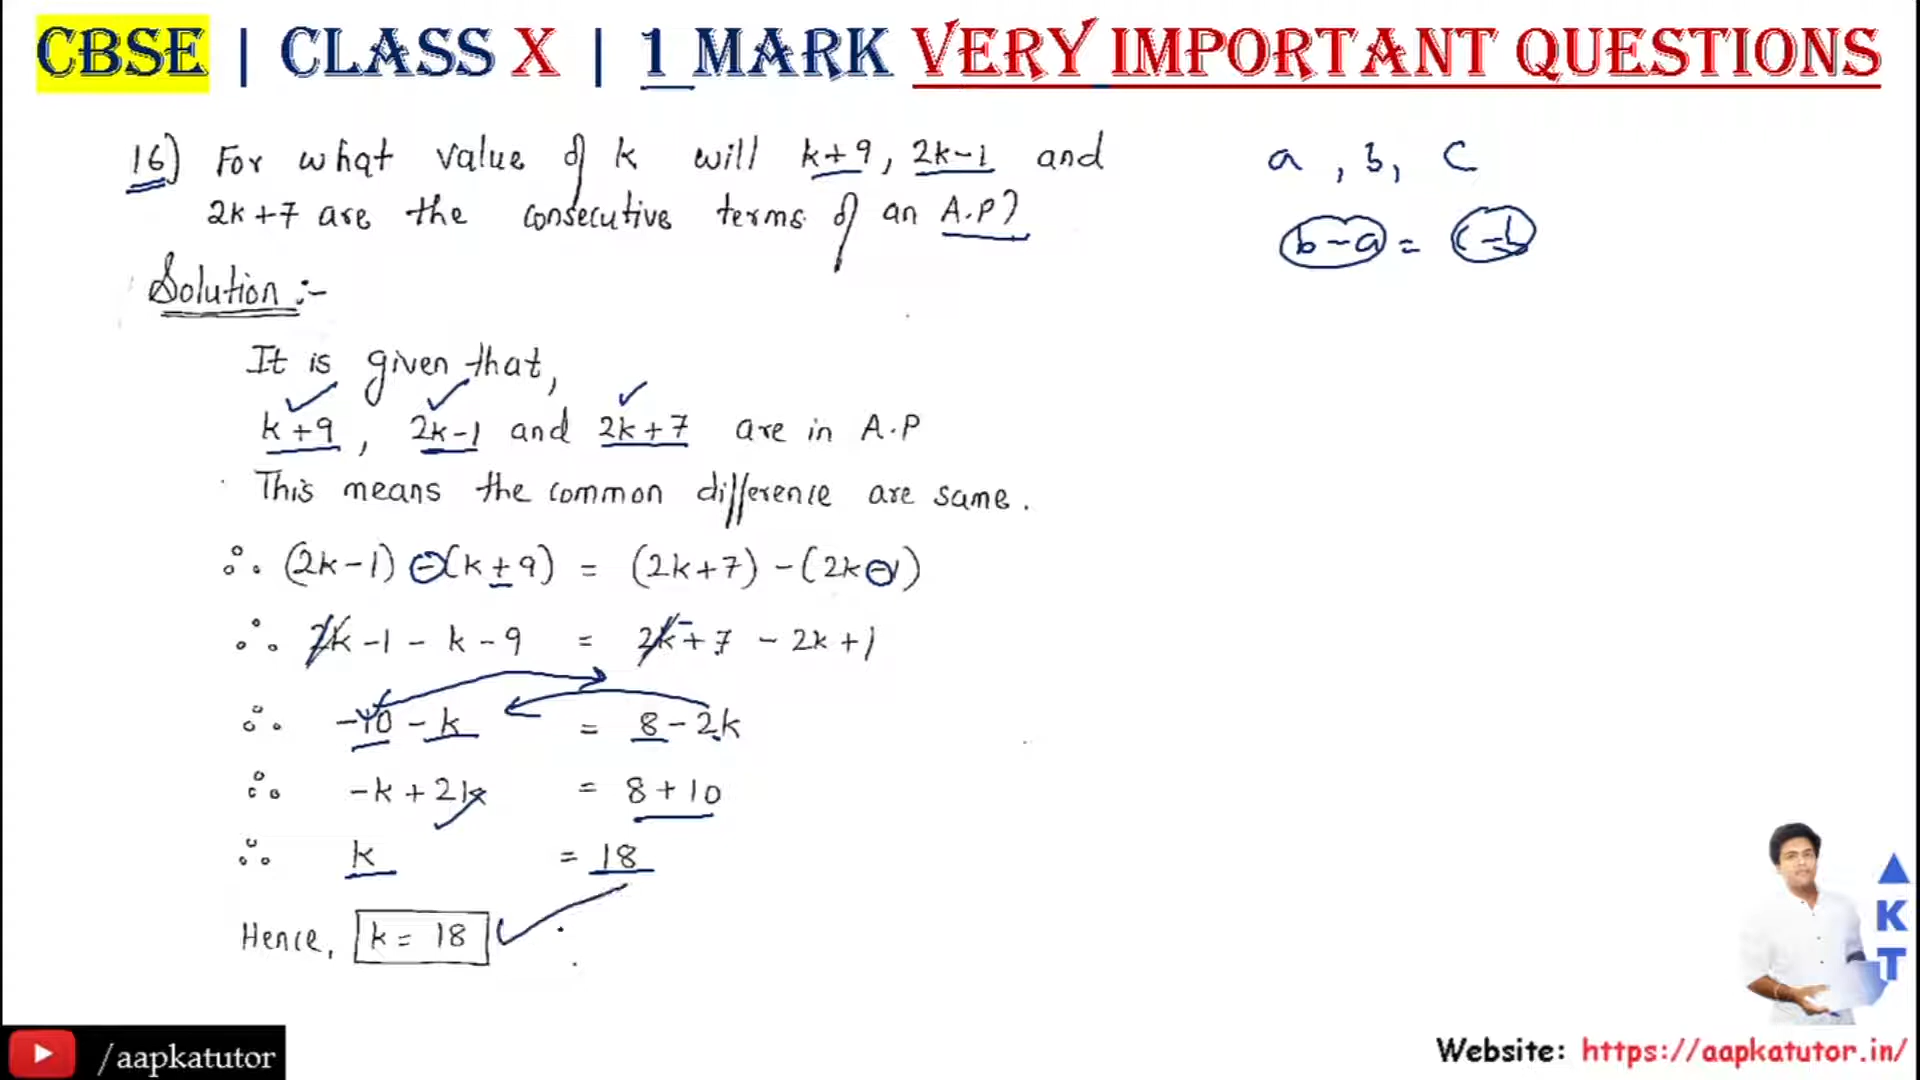 CBSE | CLASS X | 1 MARK VERY IMPORTANT QUESTIONS
16) For what value of k will k+9, 2k-1 and
2k+7 are the consecutive terms of an A.P?
a, b, c
b-a = c-b
Solution :-
It is given that,
k+9, 2k-1 and 2k+7 are in A.P
This means the common difference are same.
∴ (2k-1) - (k+9) = (2k+7) - (2k-1)
∴ 2k-1-k-9 = 2k+7-2k+1
∴ -10-k = 8-2k
∴ -k+2k = 8+10
∴ k = 18
Hence, k = 18
AKT
/aapkatutor
Website: https://aapkatutor.in/